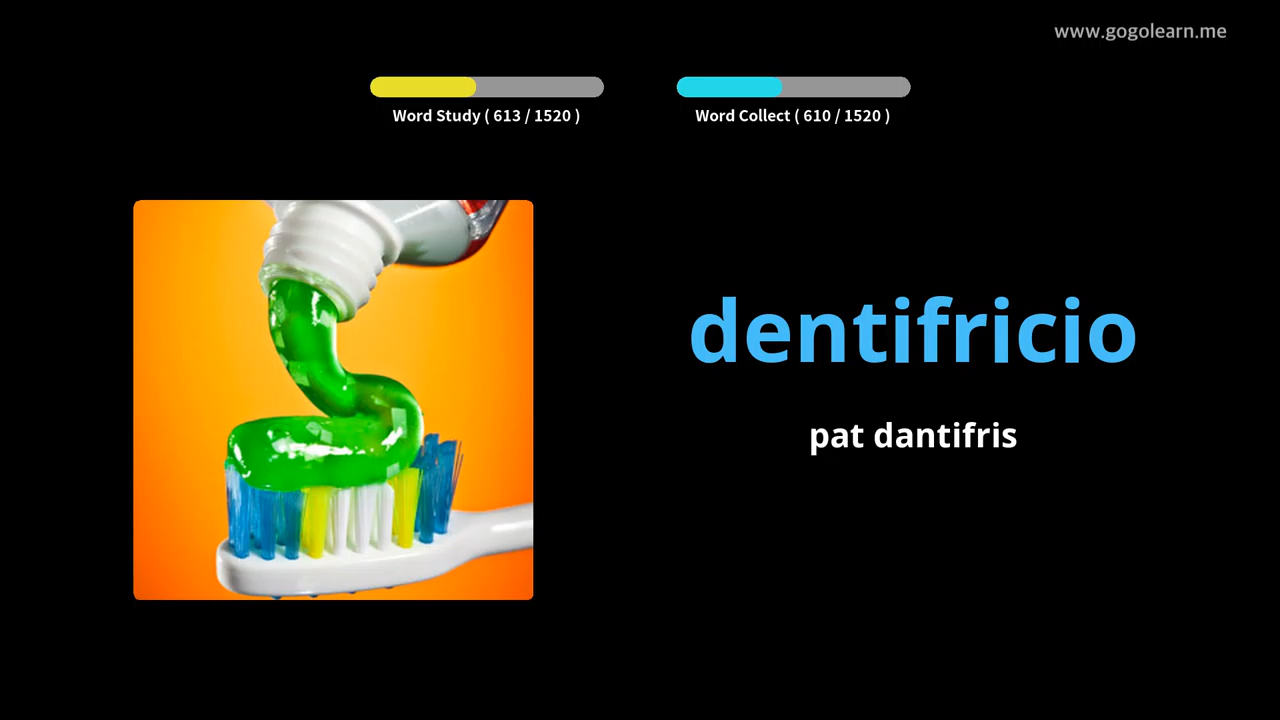 www.gogolearn.me
Word Study ( 613 / 1520 )
Word Collect ( 610 / 1520 )
dentifricio
pat dantifris